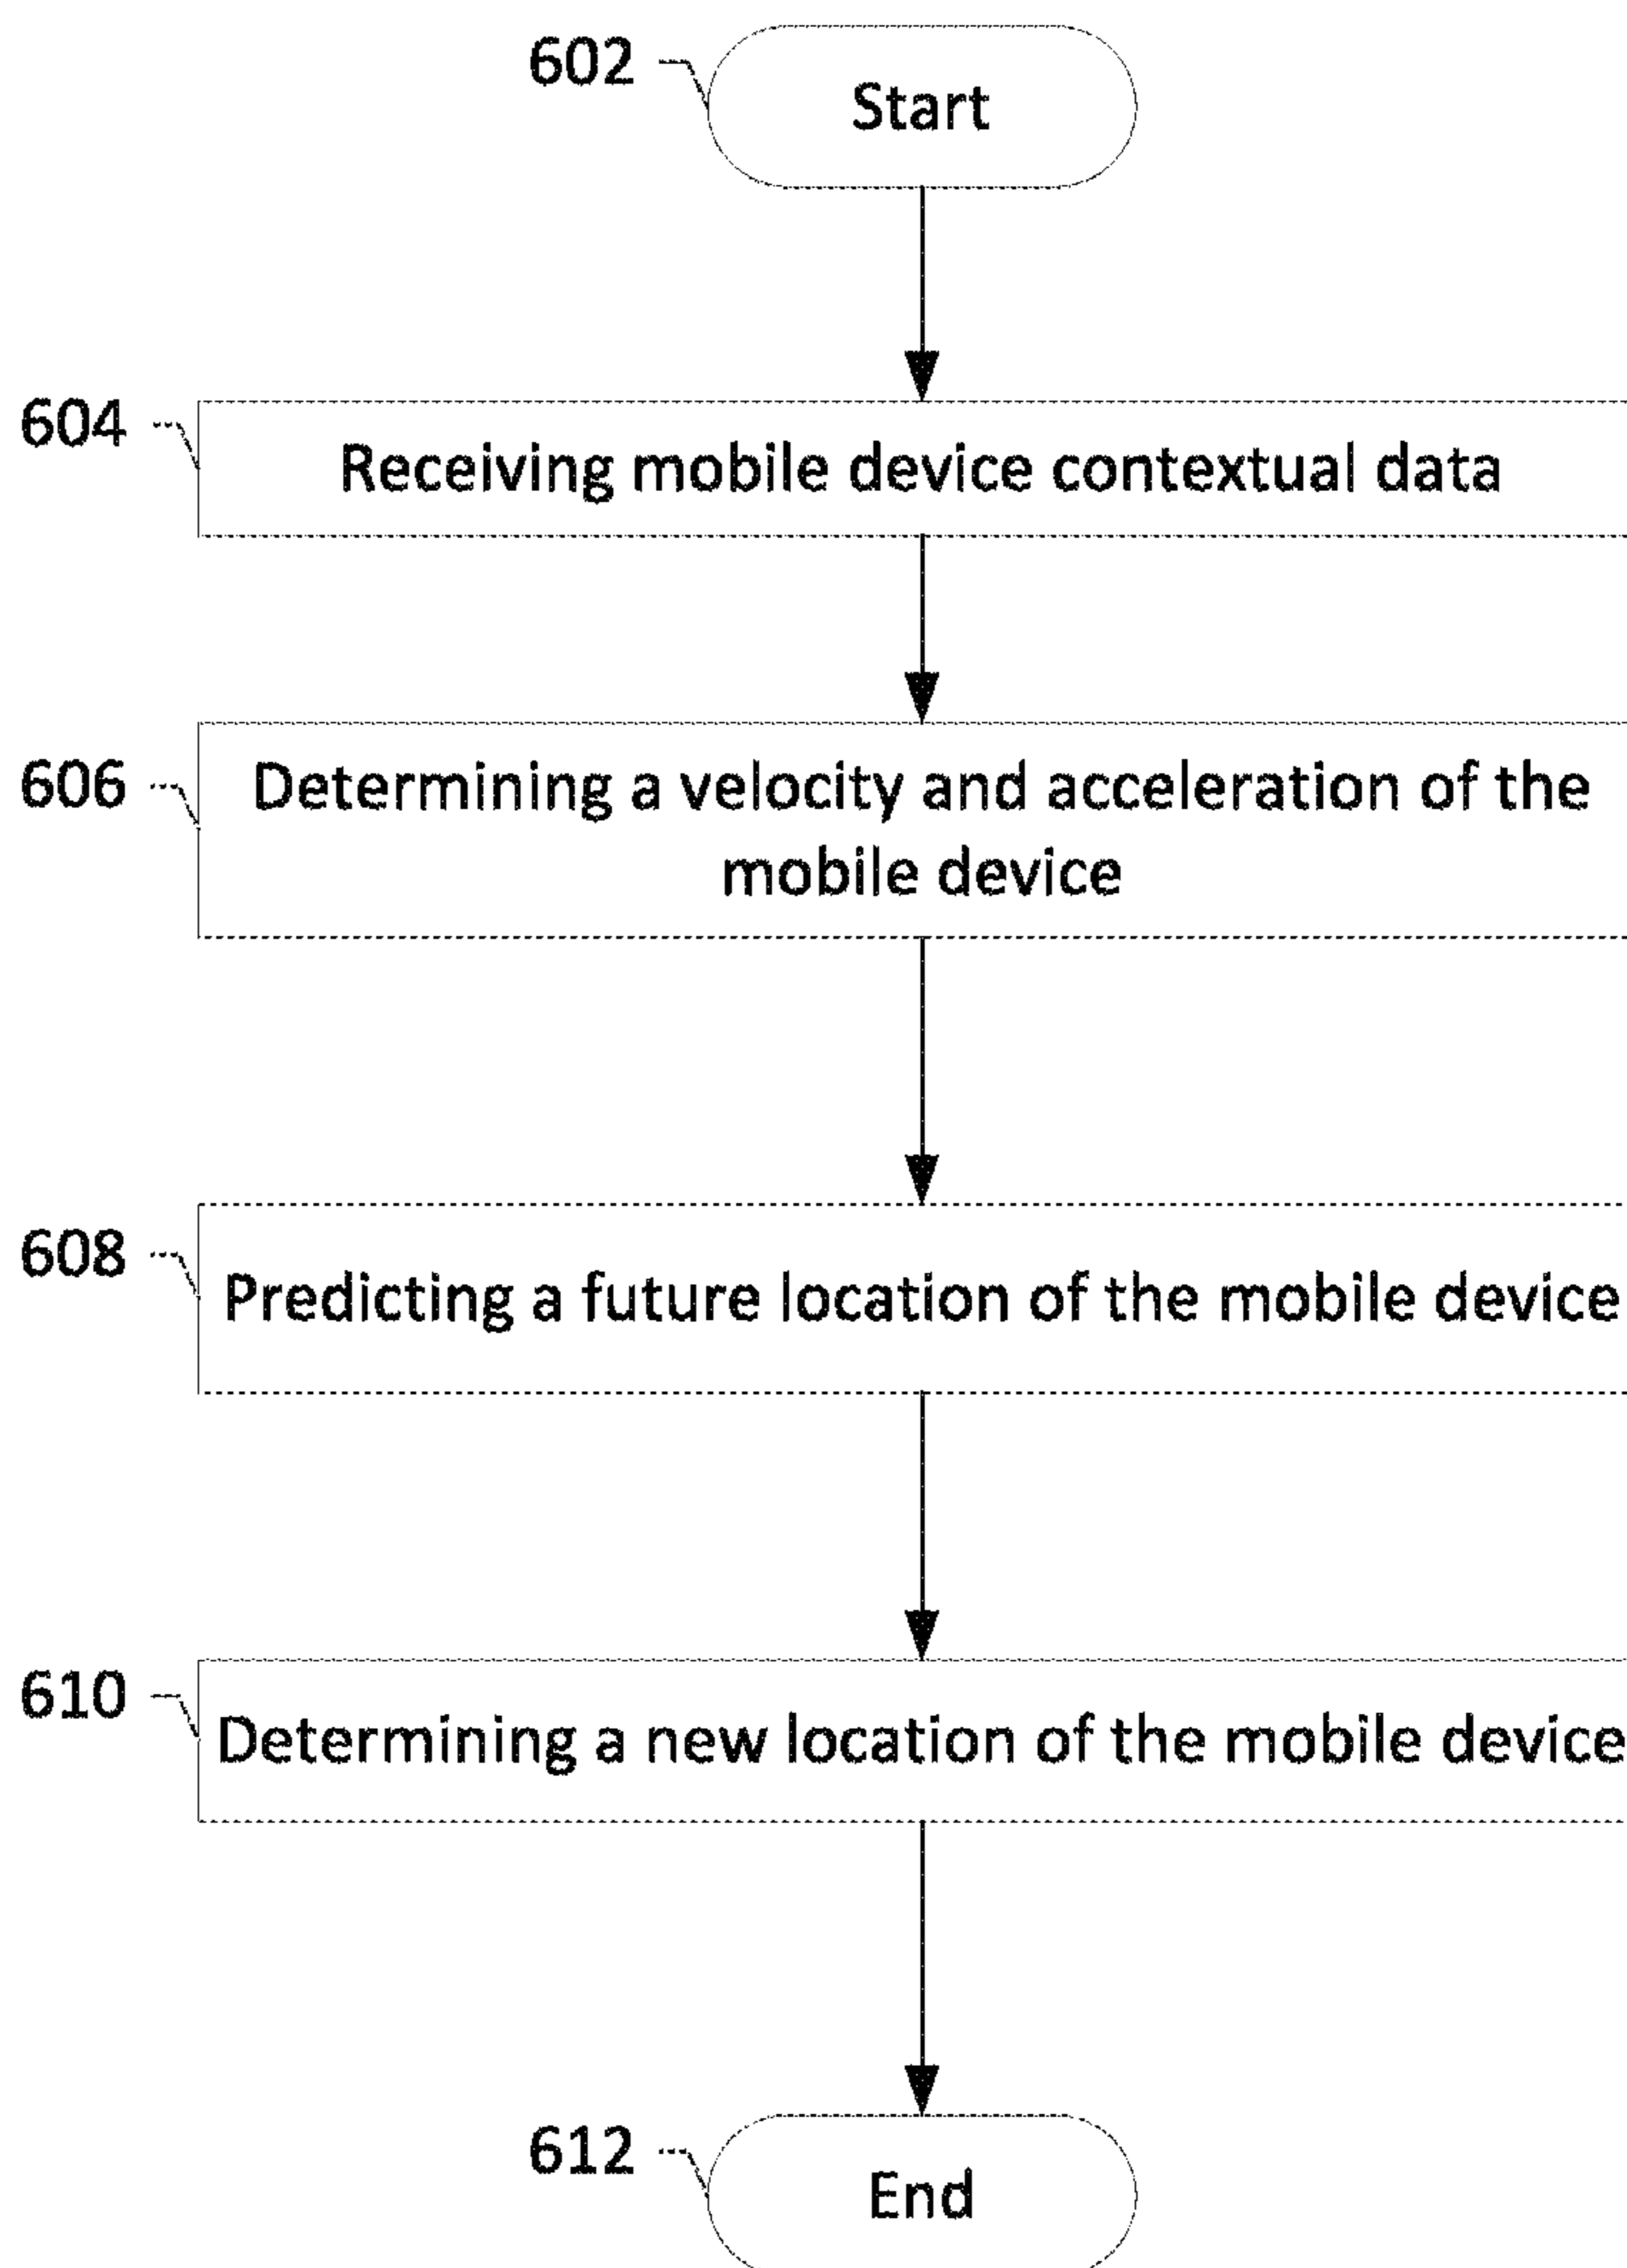 602
Start
604
Receiving mobile device contextual data
606
Determining a velocity and acceleration of the
mobile device
608
Predicting a future location of the mobile device
610
Determining a new location of the mobile device
612
End